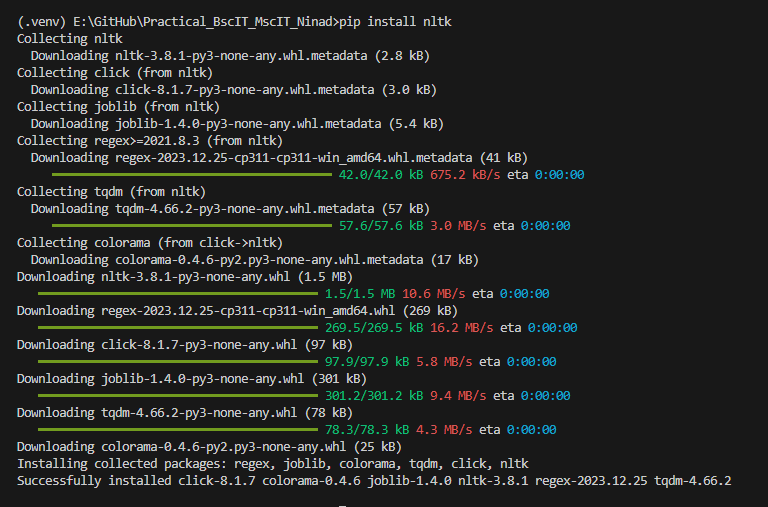 (.venv) E:\GitHub\Practical_BscIT_MscIT_Ninad>pip install nltk
Collecting nltk
  Downloading nltk-3.8.1-py3-none-any.whl.metadata (2.8 kB)
Collecting click (from nltk)
  Downloading click-8.1.7-py3-none-any.whl.metadata (3.0 kB)
Collecting joblib (from nltk)
  Downloading joblib-1.4.0-py3-none-any.whl.metadata (5.4 kB)
Collecting regex>=2021.8.3 (from nltk)
  Downloading regex-2023.12.25-cp311-cp311-win_amd64.whl.metadata (41 kB)
42.0/42.0 kB 675.2 kB/s eta 0:00:00
Collecting tqdm (from nltk)
  Downloading tqdm-4.66.2-py3-none-any.whl.metadata (57 kB)
57.6/57.6 kB 3.0 MB/s eta 0:00:00
Collecting colorama (from click->nltk)
  Downloading colorama-0.4.6-py2.py3-none-any.whl.metadata (17 kB)
Downloading nltk-3.8.1-py3-none-any.whl (1.5 MB)
1.5/1.5 MB 10.6 MB/s eta 0:00:00
Downloading regex-2023.12.25-cp311-cp311-win_amd64.whl (269 kB)
269.5/269.5 kB 16.2 MB/s eta 0:00:00
Downloading click-8.1.7-py3-none-any.whl (97 kB)
97.9/97.9 kB 5.8 MB/s eta 0:00:00
Downloading joblib-1.4.0-py3-none-any.whl (301 kB)
301.2/301.2 kB 9.4 MB/s eta 0:00:00
Downloading tqdm-4.66.2-py3-none-any.whl (78 kB)
78.3/78.3 kB 4.3 MB/s eta 0:00:00
Downloading colorama-0.4.6-py2.py3-none-any.whl (25 kB)
Installing collected packages: regex, joblib, colorama, tqdm, click, nltk
Successfully installed click-8.1.7 colorama-0.4.6 joblib-1.4.0 nltk-3.8.1 regex-2023.12.25 tqdm-4.66.2